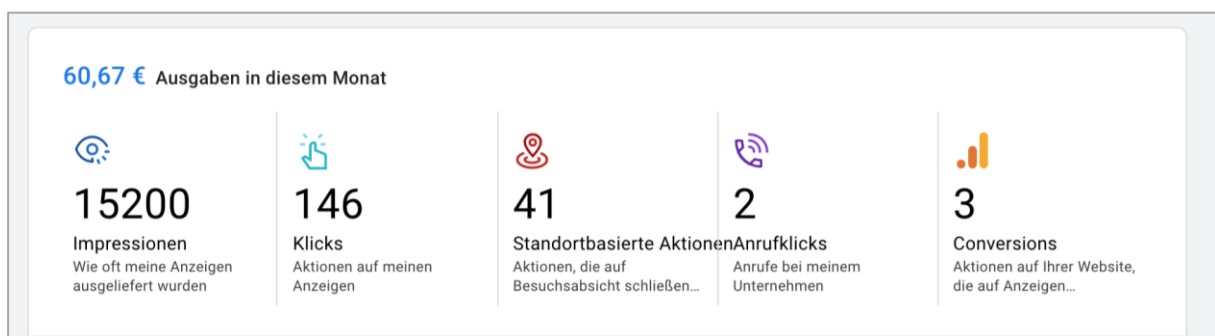 60,67 € Ausgaben in diesem Monat
15200
Impressionen
Wie oft meine Anzeigen
ausgeliefert wurden
146
Klicks
Aktionen auf meinen
Anzeigen
41
Standortbasierte Aktionen
Aktionen, die auf
Besuchsabsicht schließen...
2
Anrufklicks
Anrufe bei meinem
Unternehmen
3
Conversions
Aktionen auf Ihrer Website,
die auf Anzeigen...